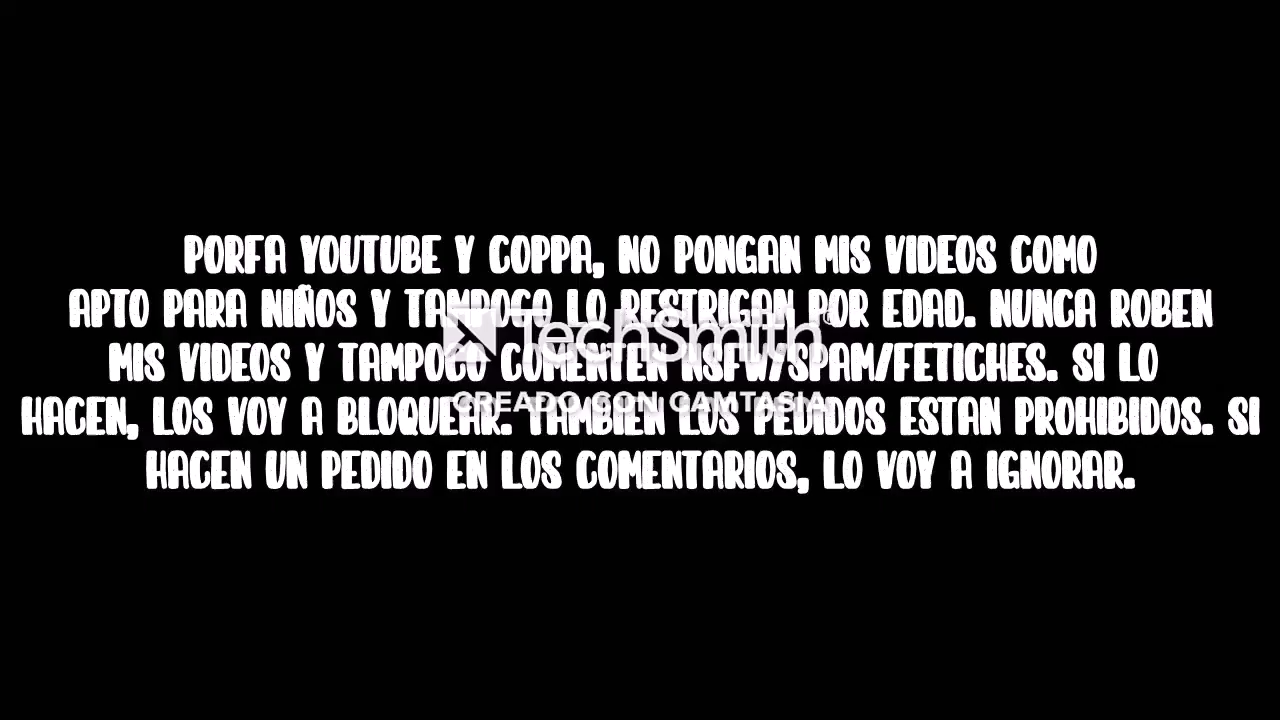 PORFA YOUTUBE Y COPPA, NO PONGAN MIS VIDEOS COMO
APTO PARA NIÑOS Y TAMPOCO LO RESTRIGAN POR EDAD. NUNCA ROBEN
MIS VIDEOS Y TAMPOCO COMENTEN NSFW/SPAM/FETICHES. SI LO
HACEN, LOS VOY A BLOQUEAR. TAMBIEN LOS PEDIDOS ESTAN PROHIBIDOS. SI
HACEN UN PEDIDO EN LOS COMENTARIOS, LO VOY A IGNORAR.
TechSmith®
CREADO CON CAMTASIA